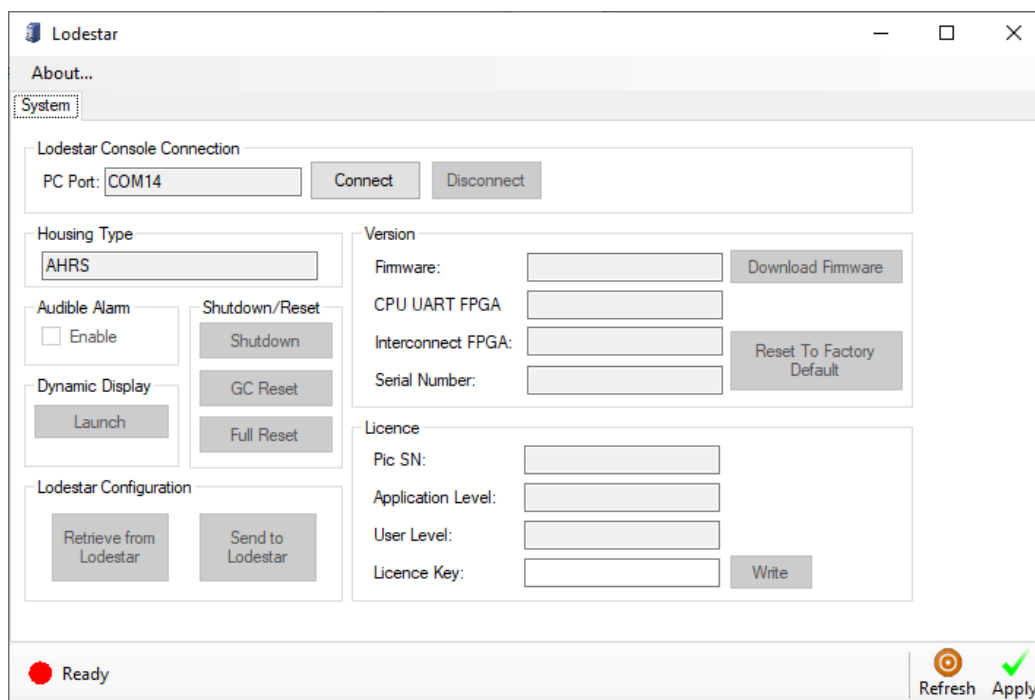 Lodestar
About...
System
Lodestar Console Connection
PC Port: COM14 Connect Disconnect
Housing Type
AHRS
Audible Alarm
Enable
Shutdown/Reset
Shutdown
GC Reset
Full Reset
Dynamic Display
Launch
Lodestar Configuration
Retrieve from
Lodestar
Send to
Lodestar
Version
Firmware: Download Firmware
CPU UART FPGA
Interconnect FPGA:
Reset To Factory
Default
Serial Number:
Licence
Pic SN:
Application Level:
User Level:
Licence Key: Write
Ready
Refresh Apply